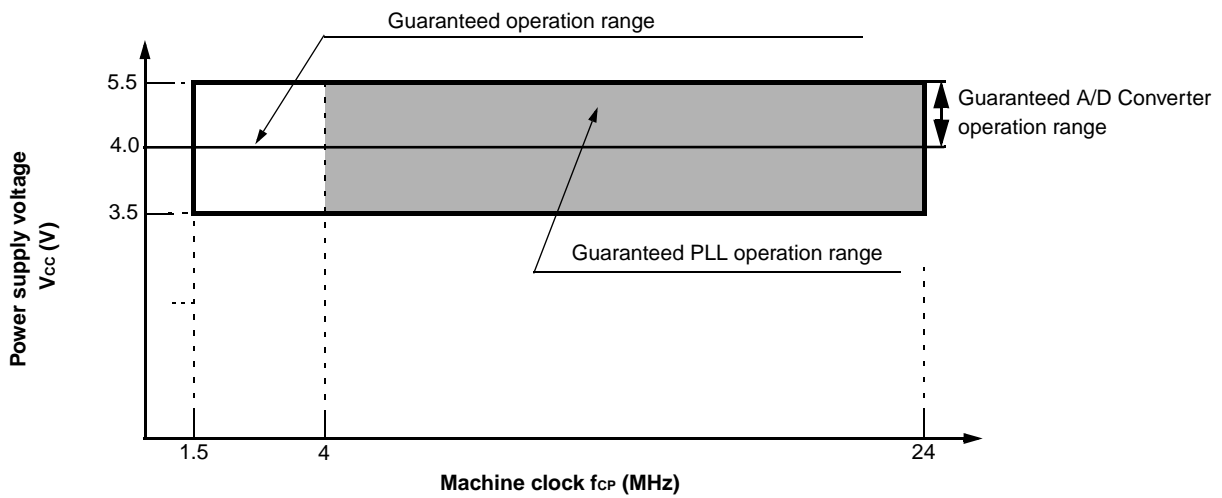 Guaranteed operation range
5.5
Guaranteed A/D Converter
operation range
4.0
3.5
Guaranteed PLL operation range
Power supply voltage
Vcc (V)
1.5
4
24
Machine clock fCP (MHz)